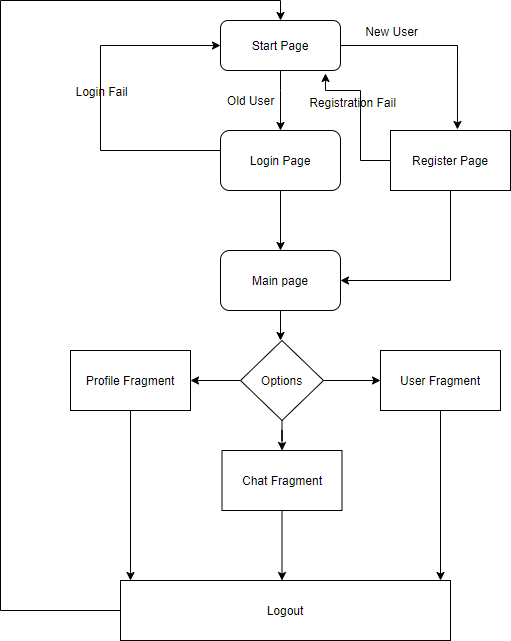 New User
Start Page
Login Fail
Old User
Registration Fail
Login Page
Register Page
Main page
Profile Fragment
Options
User Fragment
Chat Fragment
Logout